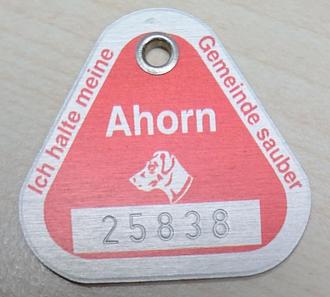 Ich halte meine
Gemeinde sauber
Ahorn
25838